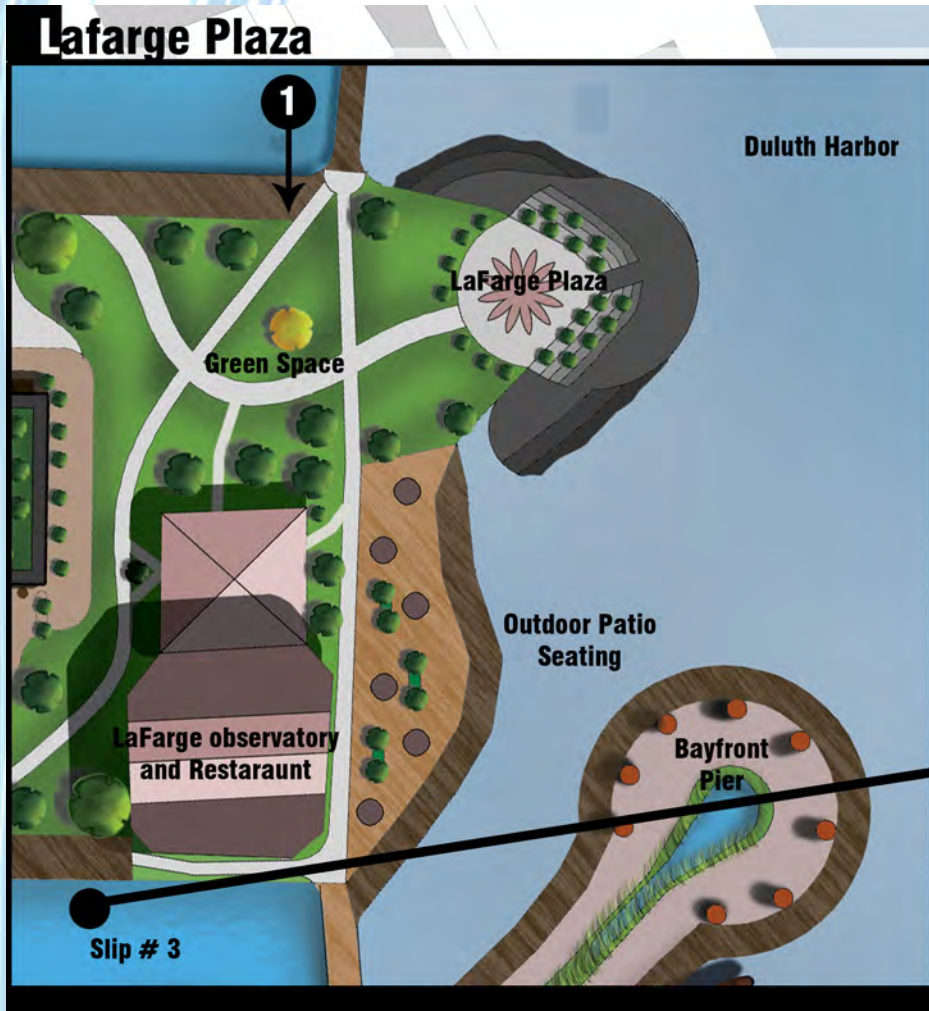 Lafarge Plaza
1
Duluth Harbor
LaFarge Plaza
Green Space
Outdoor Patio
Seating
LaFarge observatory
and Restaraunt
Bayfront
Pier
Slip # 3